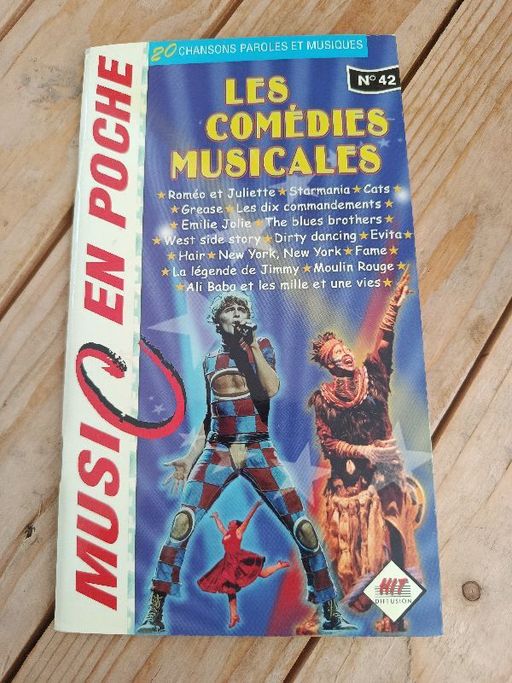 20 CHANSONS PAROLES ET MUSIQUES
N° 42
MUSIC EN POCHE
LES
COMÉDIES
MUSICALES
★ Roméo et Juliette ★ Starmania ★ Cats ★
★ Grease ★ Les dix commandements ★
★ Emilie Jolie ★ The blues brothers ★
★ West side story ★ Dirty dancing ★ Evita ★
★ Hair ★ New York, New York ★ Fame ★
★ La légende de Jimmy ★ Moulin Rouge ★
★ Ali Baba et les mille et une vies ★
HIT
DIFFUSION